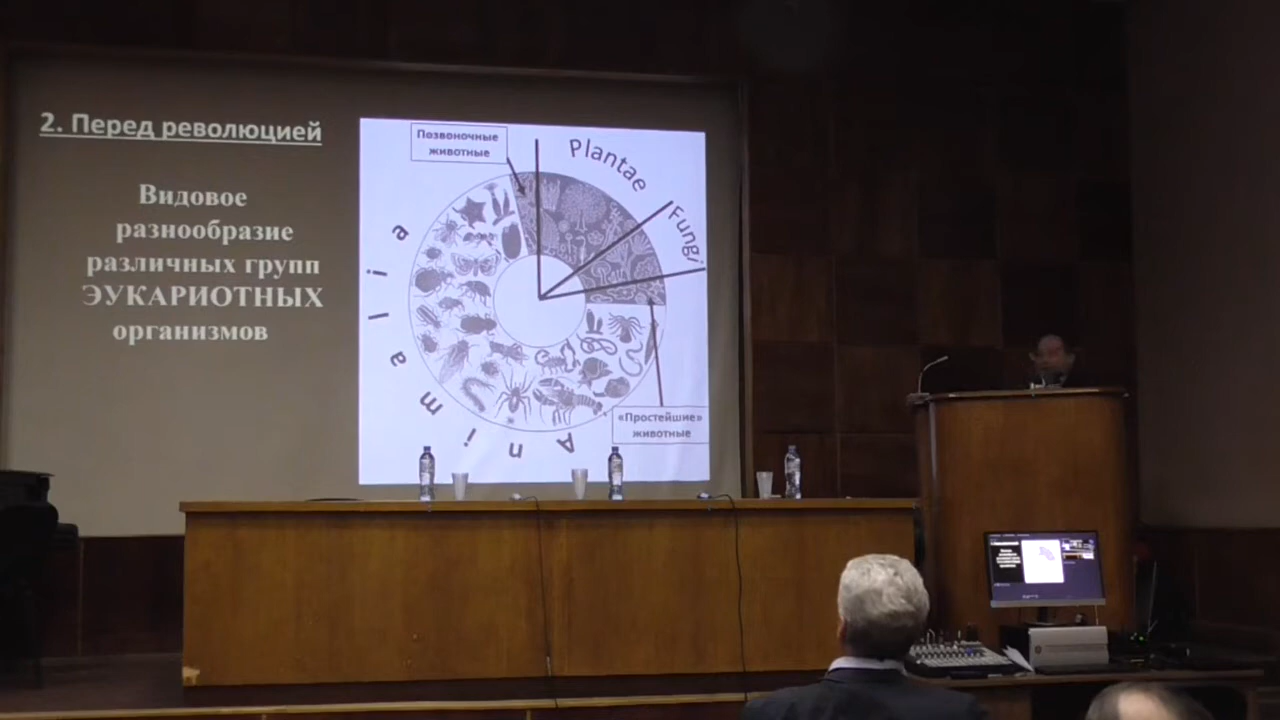 2. Перед революцией
Видовое
разнообразие
различных групп
ЭУКАРИОТНЫХ
организмов
Позвоночные
животные
Plantae
Fungi
Animalia
«Простейшие»
животные